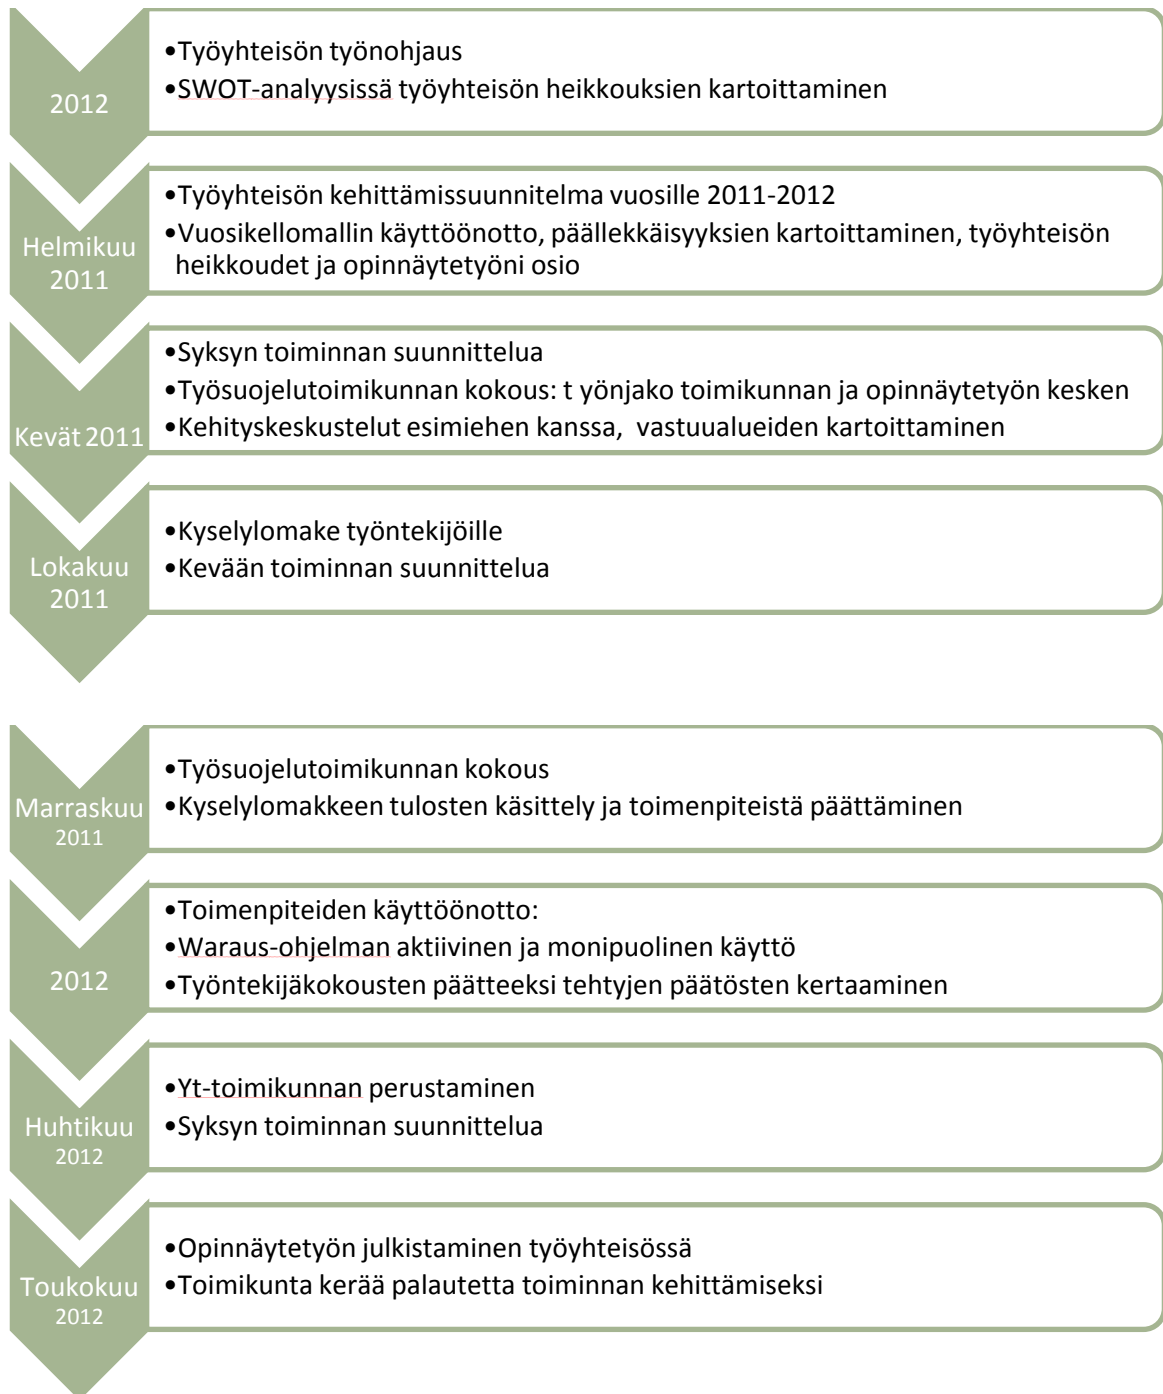 2012
•Työyhteisön työnohjaus
•SWOT-analyysissä työyhteisön heikkouksien kartoittaminen
Helmikuu
2011
•Työyhteisön kehittämissuunnitelma vuosille 2011-2012
•Vuosikellomallin käyttöönotto, päällekkäisyyksien kartoittaminen, työyhteisön
heikkoudet ja opinnäytetyöni osio
Kevät 2011
•Syksyn toiminnan suunnittelua
•Työsuojelutoimikunnan kokous: t yönjako toimikunnan ja opinnäytetyön kesken
•Kehityskeskustelut esimiehen kanssa, vastuualueiden kartoittaminen
Lokakuu
2011
•Kyselylomake työntekijöille
•Kevään toiminnan suunnittelua
Marraskuu
2011
•Työsuojelutoimikunnan kokous
•Kyselylomakkeen tulosten käsittely ja toimenpiteistä päättäminen
2012
•Toimenpiteiden käyttöönotto:
•Waraus-ohjelman aktiivinen ja monipuolinen käyttö
•Työntekijäkokousten päätteeksi tehtyjen päätösten kertaaminen
Huhtikuu
2012
•Yt-toimikunnan perustaminen
•Syksyn toiminnan suunnittelua
Toukokuu
2012
•Opinnäytetyön julkistaminen työyhteisössä
•Toimikunta kerää palautetta toiminnan kehittämiseksi